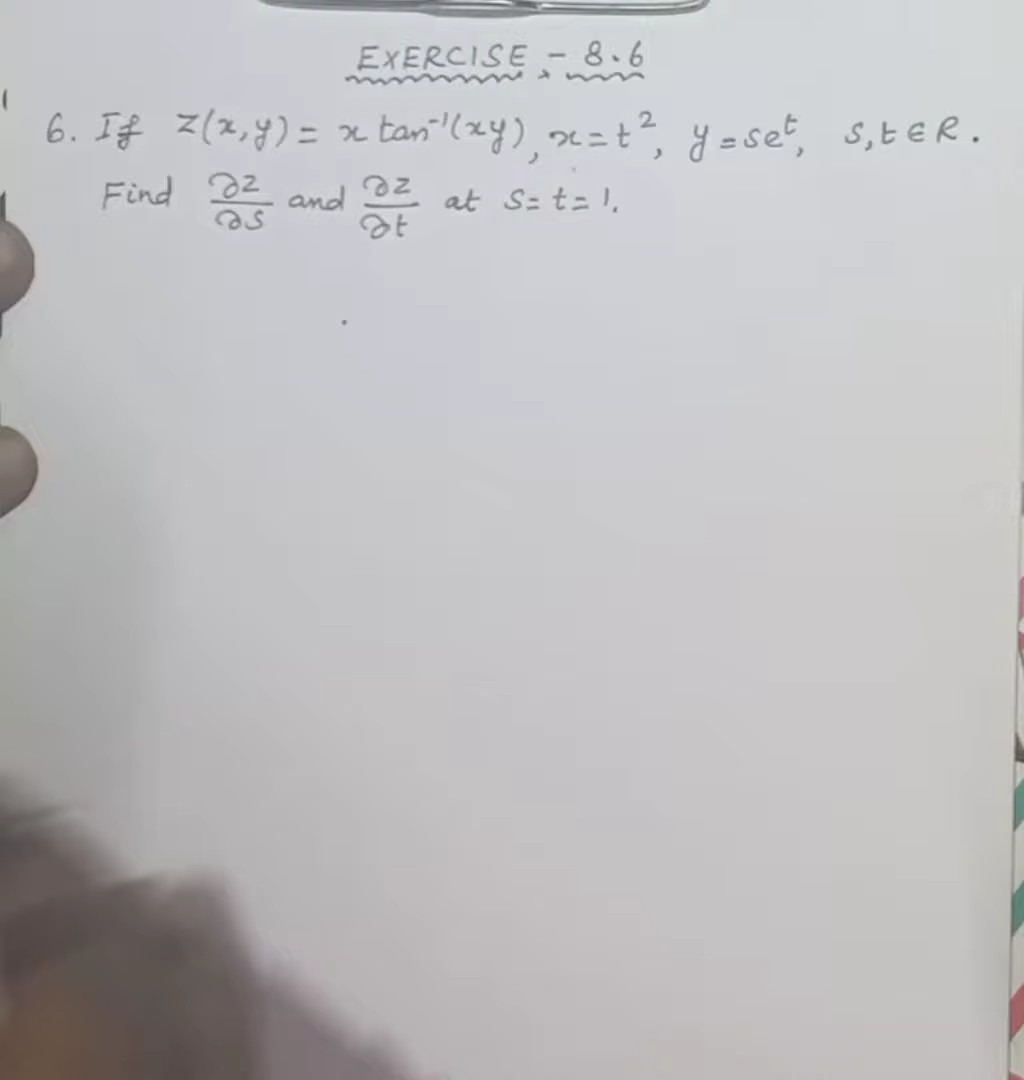 EXERCISE - 8.6
6. If z(x,y) = x tan⁻¹(xy), x=t², y=seᵗ, s,t∈R.
Find ∂z/∂s and ∂z/∂t at s=t=1.